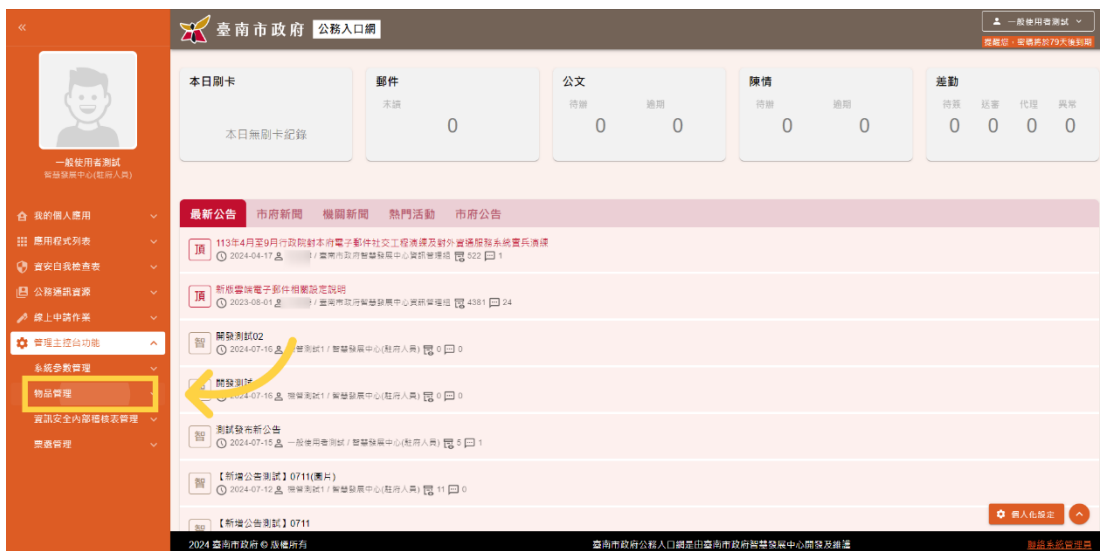 «
臺南市政府 公務入口網
一般使用者測試
提醒您，密碼將於79天後到期
一般使用者測試
智慧發展中心(駐府人員)
我的個人應用
應用程式列表
資安自我檢查表
公務通訊資源
線上申請作業
管理主控台功能
系統參數管理
物品管理
資訊安全內部稽核表管理
票選管理
本日刷卡
本日無刷卡紀錄
郵件
未讀
0
公文
待辦 逾期
0 0
陳情
待辦 逾期
0 0
差勤
待簽 送審 代理 異常
0 0 0 0
最新公告 市府新聞 機關新聞 熱門活動 市府公告
頂 113年4月至9月行政院對本府電子郵件社交工程演練及對外資通服務系統實兵演練
2024-04-17 / 臺南市政府智慧發展中心資訊管理組 522 1
頂 新版雲端電子郵件相關設定說明
2023-08-01 / 臺南市政府智慧發展中心資訊管理組 4381 24
智 開發測試02
2024-07-16 管測試1 / 智慧發展中心(駐府人員) 0 0
開發測試
2024-07-16 機管測試1 / 智慧發展中心(駐府人員) 0 0
智 測試發布新公告
2024-07-15 一般使用者測試 / 智慧發展中心(駐府人員) 5 1
智 【新增公告測試】0711(圖片)
2024-07-12 機管測試1 / 智慧發展中心(駐府人員) 11 0
智 【新增公告測試】0711
個人化設定
2024 臺南市政府 © 版權所有
臺南市政府公務入口網是由臺南市政府智慧發展中心開發及維護
聯絡系統管理員